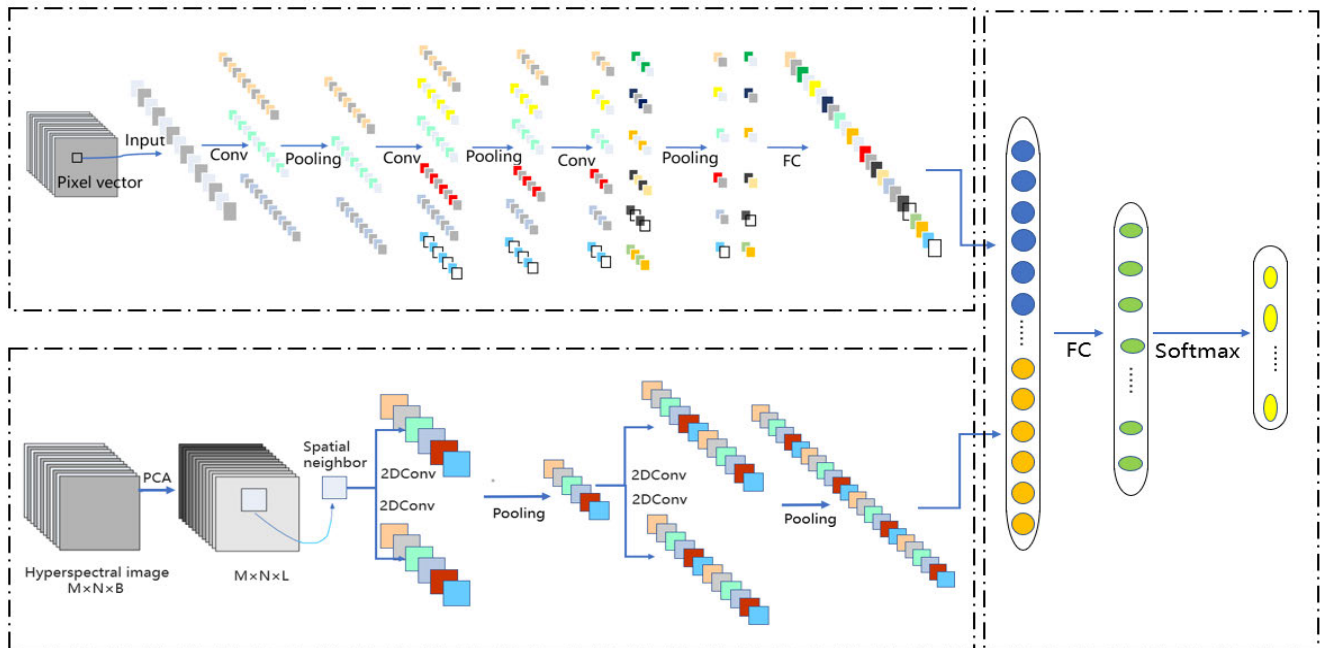 Input
Pixel vector
Conv
Pooling
Conv
Pooling
Conv
Pooling
FC
FC
Softmax
PCA
Spatial
neighbor
2DConv
2DConv
Pooling
2DConv
2DConv
Pooling
Hyperspectral image
M×N×B
M×N×L